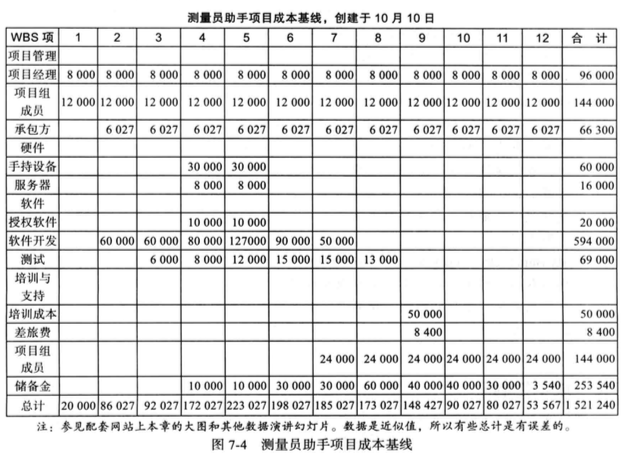 测量员助手项目成本基线，创建于 10 月 10 日
WBS 项 1 2 3 4 5 6 7 8 9 10 11 12 合 计
项目管理
项目经理 8 000 8 000 8 000 8 000 8 000 8 000 8 000 8 000 8 000 8 000 8 000 8 000 96 000
项目组
成员 12 000 12 000 12 000 12 000 12 000 12 000 12 000 12 000 12 000 12 000 12 000 12 000 144 000
承包方 6 027 6 027 6 027 6 027 6 027 6 027 6 027 6 027 6 027 6 027 6 027 66 300
硬件
手持设备 30 000 30 000 60 000
服务器 8 000 8 000 16 000
软件
授权软件 10 000 10 000 20 000
软件开发 60 000 60 000 80 000 127000 90 000 50 000 594 000
测试 6 000 8 000 12 000 15 000 15 000 13 000 69 000
培训与
支持
培训成本 50 000 50 000
差旅费 8 400 8 400
项目组
成员 24 000 24 000 24 000 24 000 24 000 24 000 144 000
储备金 10 000 10 000 30 000 30 000 60 000 40 000 40 000 30 000 3 540 253 540
总计 20 000 86 027 92 027 172 027 223 027 198 027 185 027 173 027 148 427 90 027 80 027 53 567 1 521 240
注：参见配套网站上本章的大图和其他数据演讲幻灯片。数据是近似值，所以有些总计是有误差的。
图 7-4 测量员助手项目成本基线